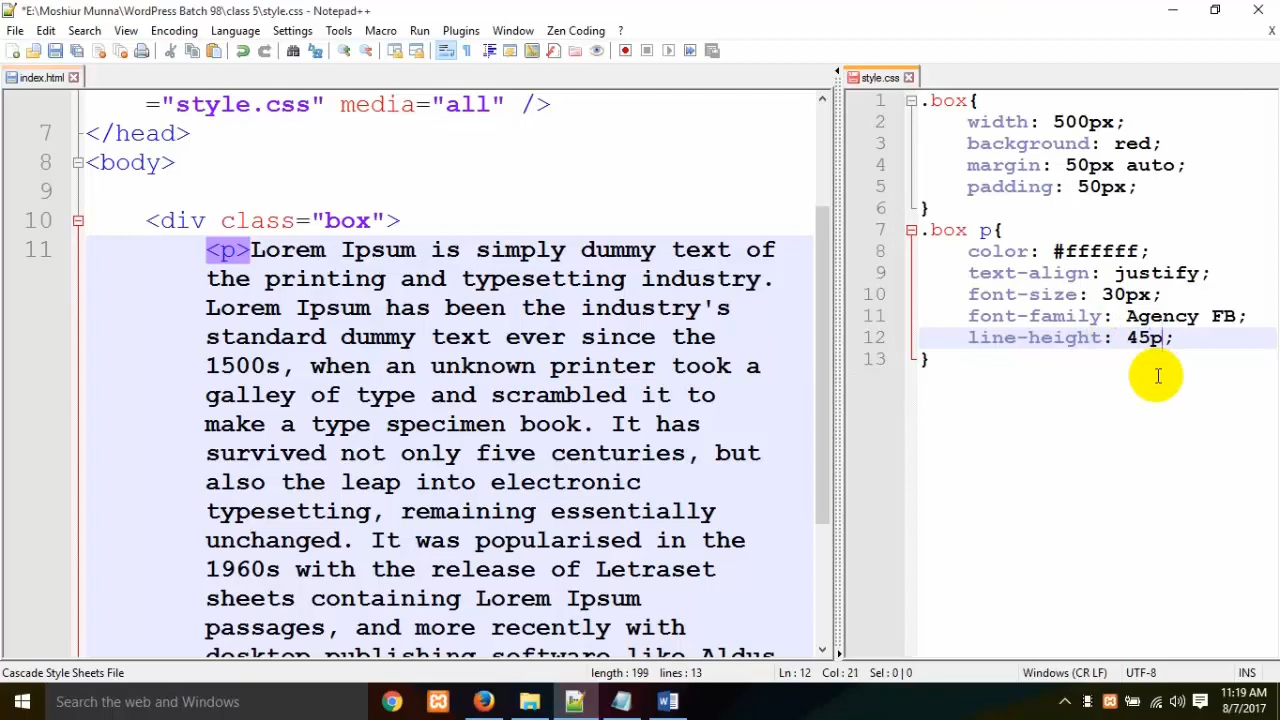 *E:\Moshiur Munna\WordPress Batch 98\class 5\style.css - Notepad++
File Edit Search View Encoding Language Settings Tools Macro Run Plugins Window Zen Coding ?
X
index.html
style.css
="style.css" media="all" />
7 </head>
8 <body>
9
10 <div class="box">
11 <p>Lorem Ipsum is simply dummy text of
the printing and typesetting industry.
Lorem Ipsum has been the industry's
standard dummy text ever since the
1500s, when an unknown printer took a
galley of type and scrambled it to
make a type specimen book. It has
survived not only five centuries, but
also the leap into electronic
typesetting, remaining essentially
unchanged. It was popularised in the
1960s with the release of Letraset
sheets containing Lorem Ipsum
passages, and more recently with
desktop publishing software like Aldus
1 .box{
2 width: 500px;
3 background: red;
4 margin: 50px auto;
5 padding: 50px;
6 }
7 .box p{
8 color: #ffffff;
9 text-align: justify;
10 font-size: 30px;
11 font-family: Agency FB;
12 line-height: 45p;
13 }
Cascade Style Sheets File length : 199 lines : 13 Ln : 12 Col : 21 Sel : 0 | 0 Windows (CR LF) UTF-8 INS
Search the web and Windows
11:19 AM
8/7/2017